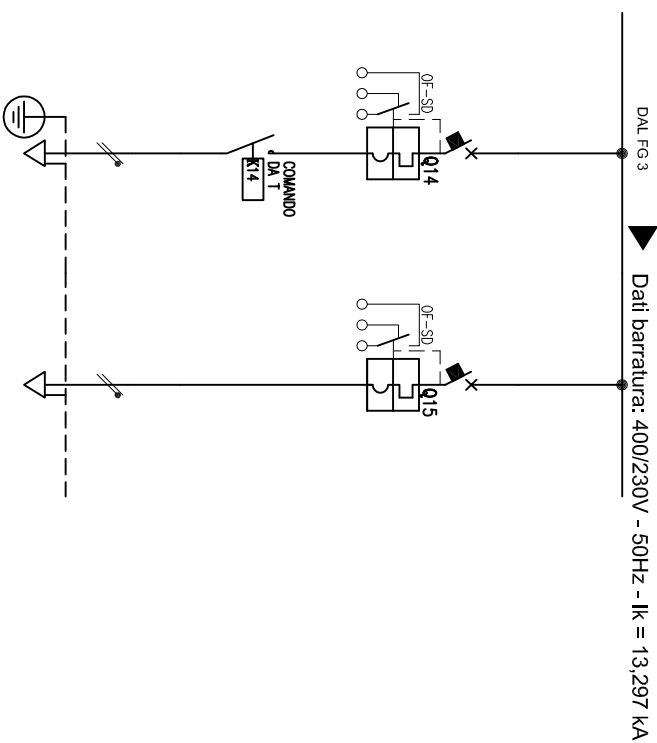 DAL FG 3
Dati barratura: 400/230V - 50Hz - Ik = 13,297 kA
OF-SD
Q14
COMANDO
DA T
K14
OF-SD
Q15